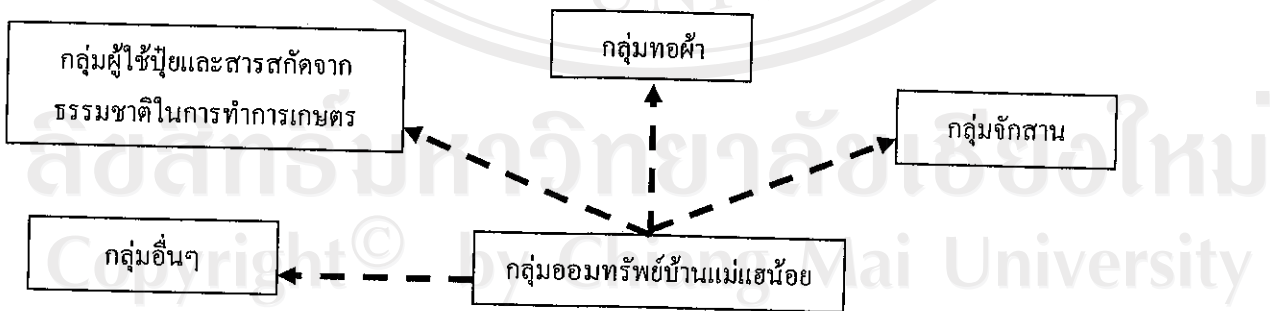 กลุ่มทอผ้า
กลุ่มผู้ใช้ปุ๋ยและสารสกัดจาก
ธรรมชาติในการทำการเกษตร
กลุ่มจักสาน
กลุ่มอื่นๆ
กลุ่มออมทรัพย์บ้านแม่แฮน้อย
ลิขสิทธิ์มหาวิทยาลัยเชียงใหม่
Copyright© by Chiang Mai University